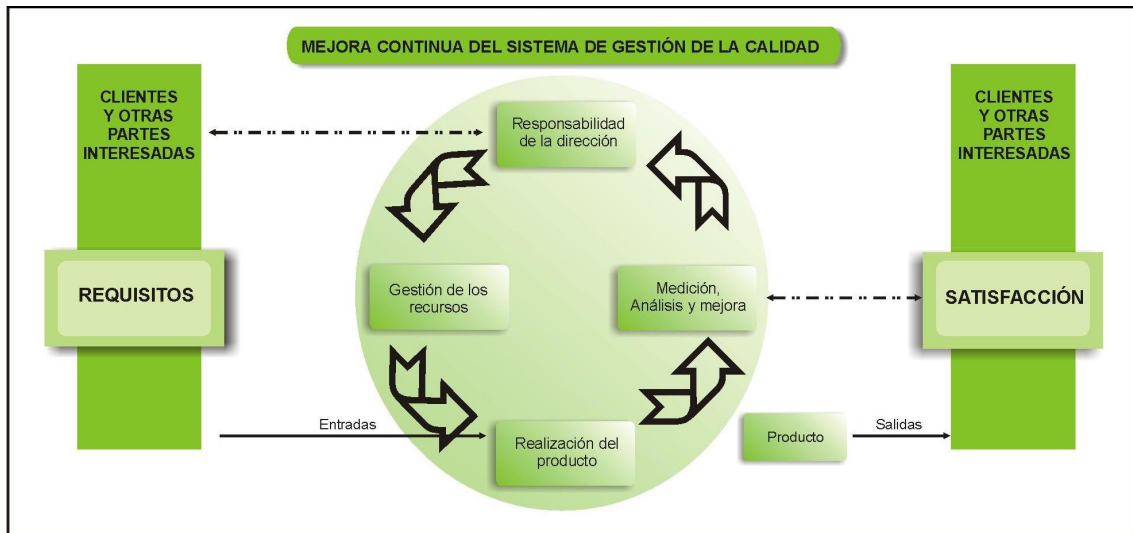 MEJORA CONTINUA DEL SISTEMA DE GESTIÓN DE LA CALIDAD
CLIENTES
Y OTRAS
PARTES
INTERESADAS
REQUISITOS
Responsabilidad
de la dirección
Gestión de los
recursos
Medición,
Análisis y mejora
Entradas
Realización del
producto
Producto
Salidas
CLIENTES
Y OTRAS
PARTES
INTERESADAS
SATISFACCIÓN